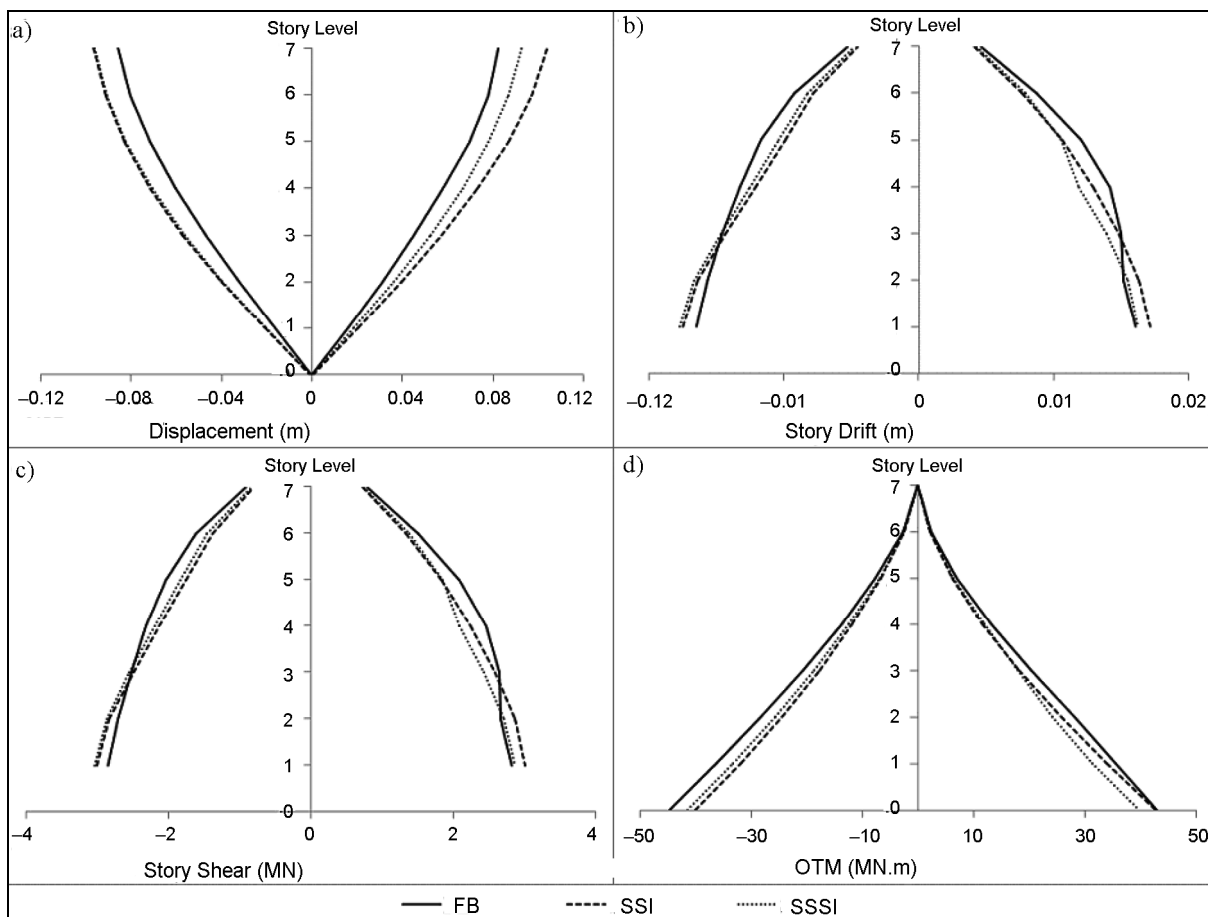 a)
Story Level
7
6
5
4
3
2
1
0
−0.12 −0.08 −0.04 0 0.04 0.08 0.12
Displacement (m)
b)
Story Level
7
6
5
4
3
2
1
0
−0.12 −0.01 0 0.01 0.02
Story Drift (m)
c)
Story Level
7
6
5
4
3
2
1
0
−4 −2 0 2 4
Story Shear (MN)
d)
Story Level
7
6
5
4
3
2
1
0
−50 −30 −10 10 30 50
OTM (MN.m)
FB SSI SSSI